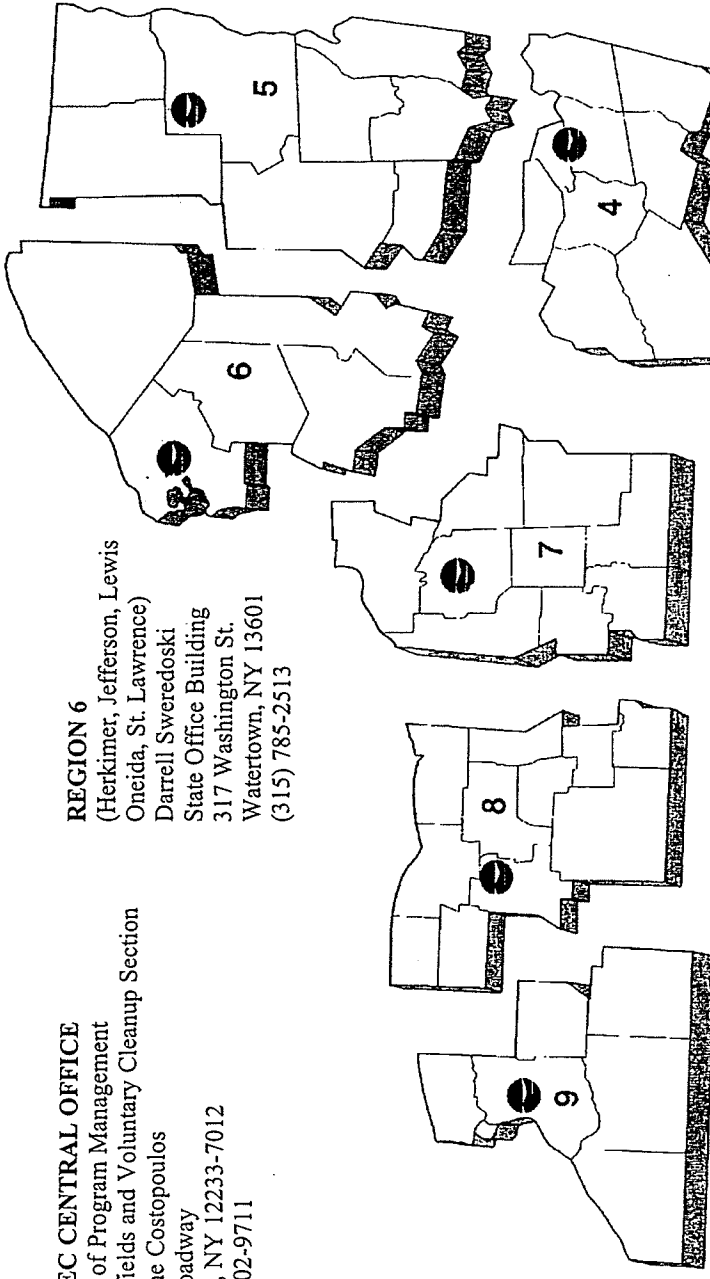 EC CENTRAL OFFICE
of Program Management
ields and Voluntary Cleanup Section
ne Costopoulos
oadway
, NY 12233-7012
02-9711
REGION 6
(Herkimer, Jefferson, Lewis
Oneida, St. Lawrence)
Darrell Sweredoski
State Office Building
317 Washington St.
Watertown, NY 13601
(315) 785-2513
5
6
4
7
8
9